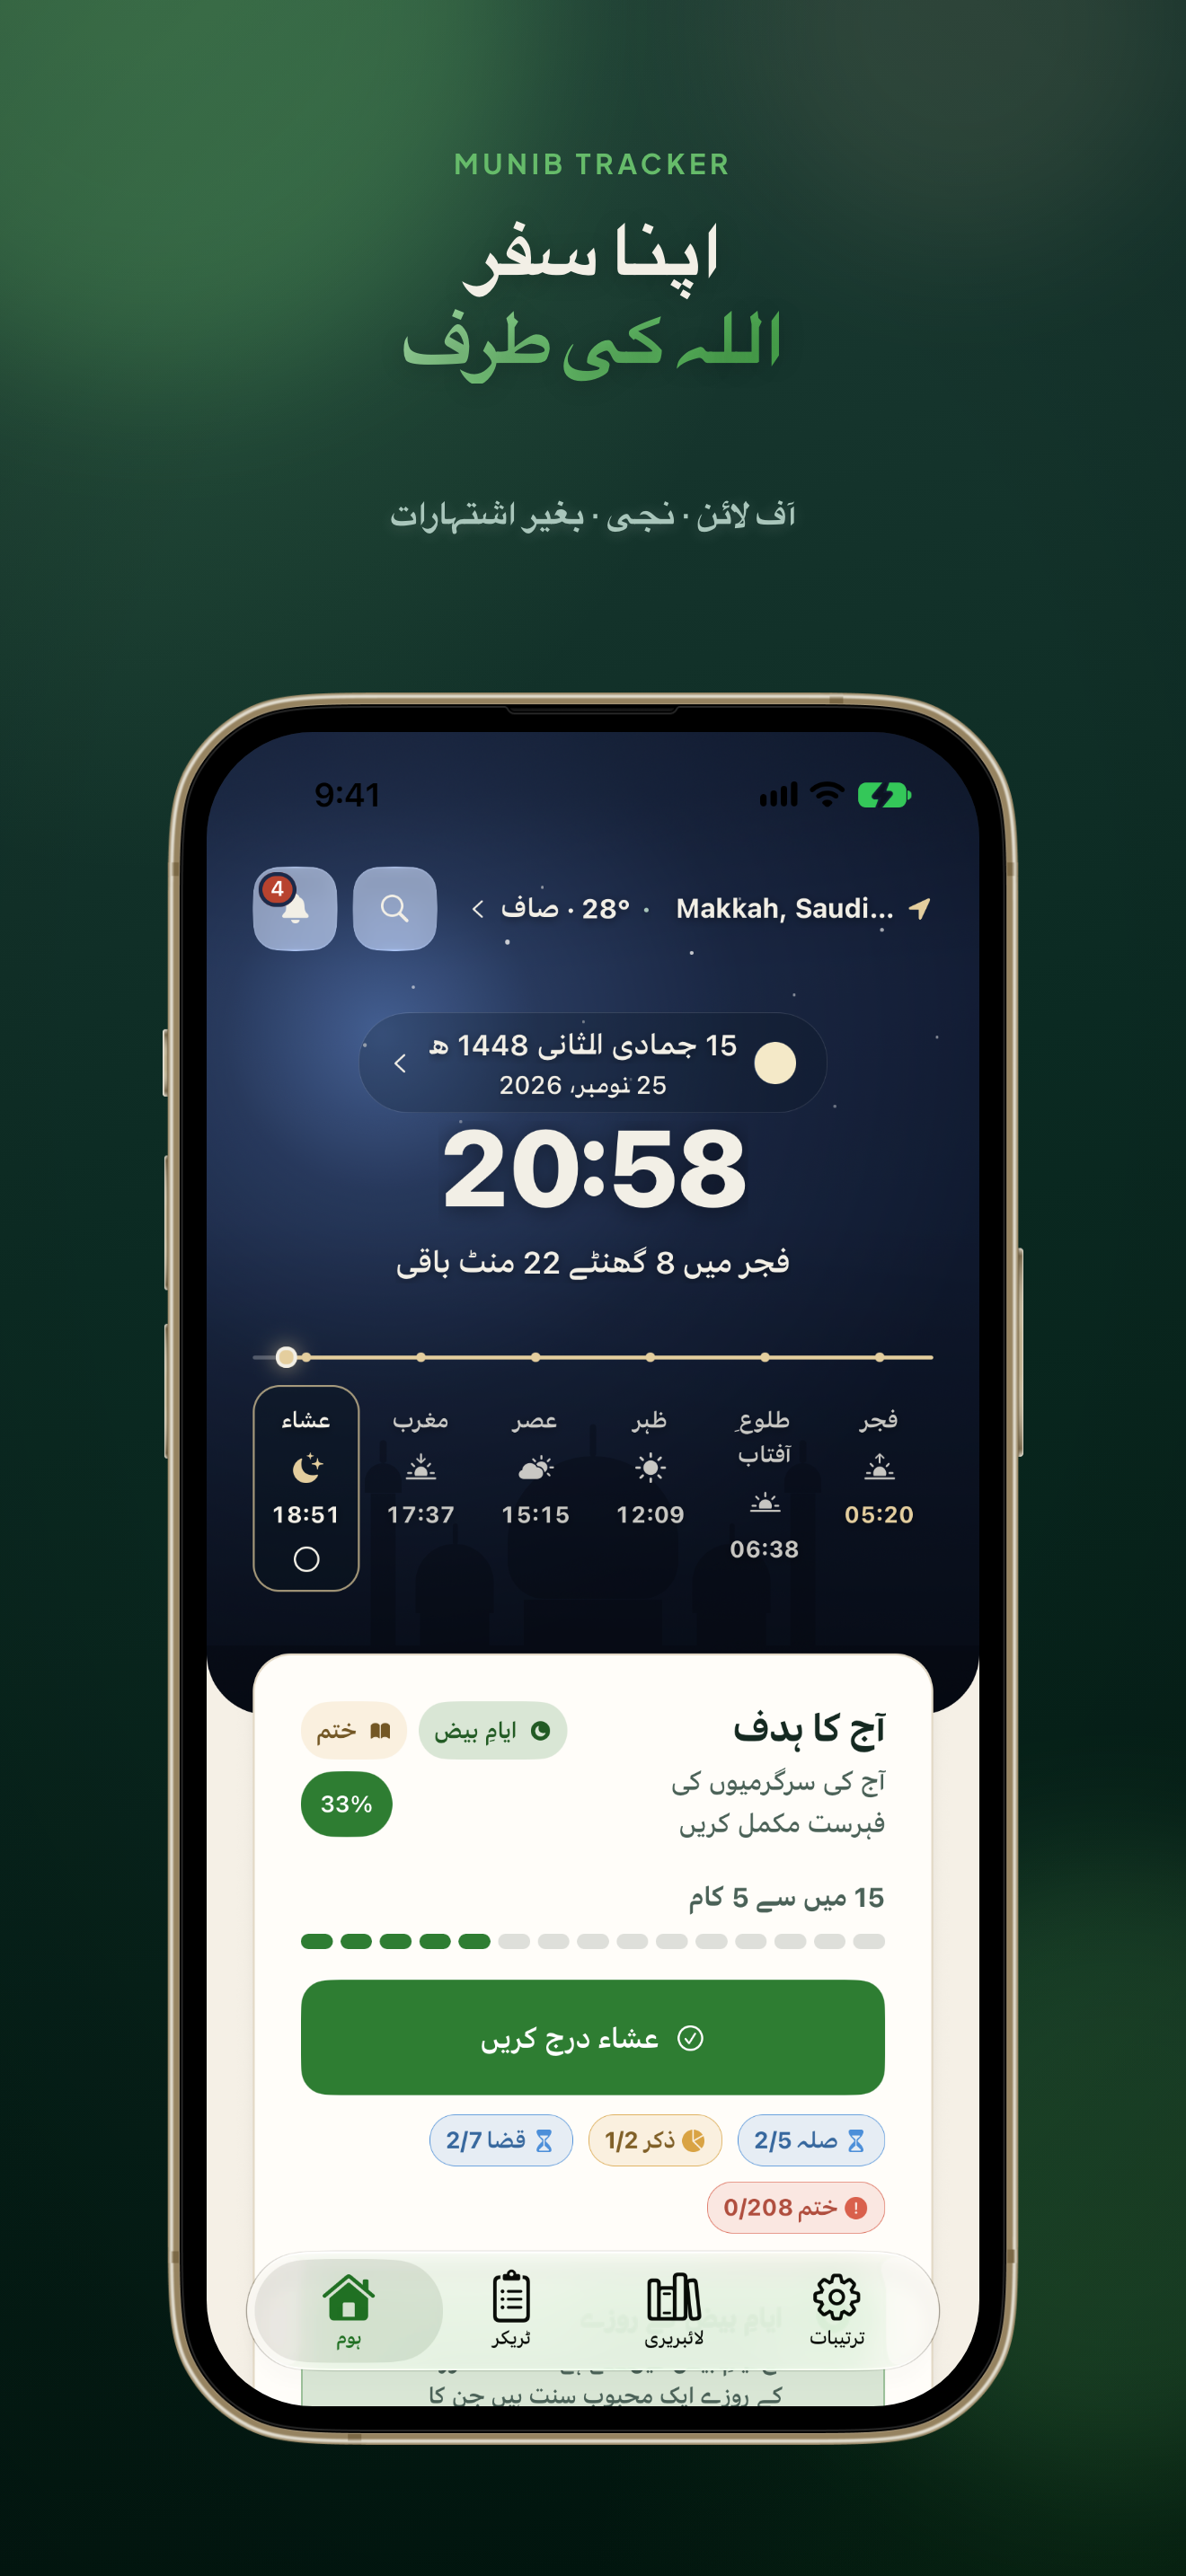 MUNIB TRACKER
اپنا سفر
اللہ کی طرف
آف لائن · نجی · بغیر اشتہارات
9:41
Makkah, Saudi... · 28° · صاف
4
15 جمادی الثانی 1448 ھ
25 نومبر، 2026
20:58
فجر میں 8 گھنٹے 22 منٹ باقی
فجر
05:20
طلوعِ
آفتاب
06:38
ظہر
12:09
عصر
15:15
مغرب
17:37
عشاء
18:51
آج کا ہدف
ایامِ بیض
ختم
آج کی سرگرمیوں کی
فہرست مکمل کریں
33%
15 میں سے 5 کام
عشاء درج کریں
صلہ 2/5
ذکر 1/2
قضا 2/7
ختم 0/208
ترتیبات
لائبریری
ٹریکر
ہوم
کے روزے ایک محبوب سنت ہیں جن کا